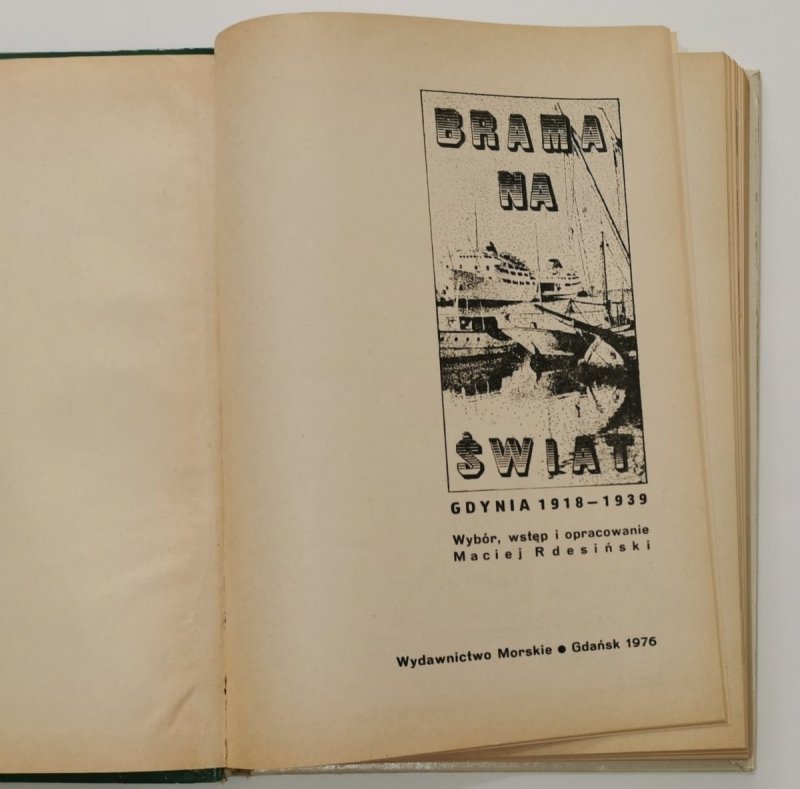 BRAMA
NA
ŚWIAT
GDYNIA 1918–1939
Wybór, wstęp i opracowanie
Maciej Rdesiński
Wydawnictwo Morskie ● Gdańsk 1976